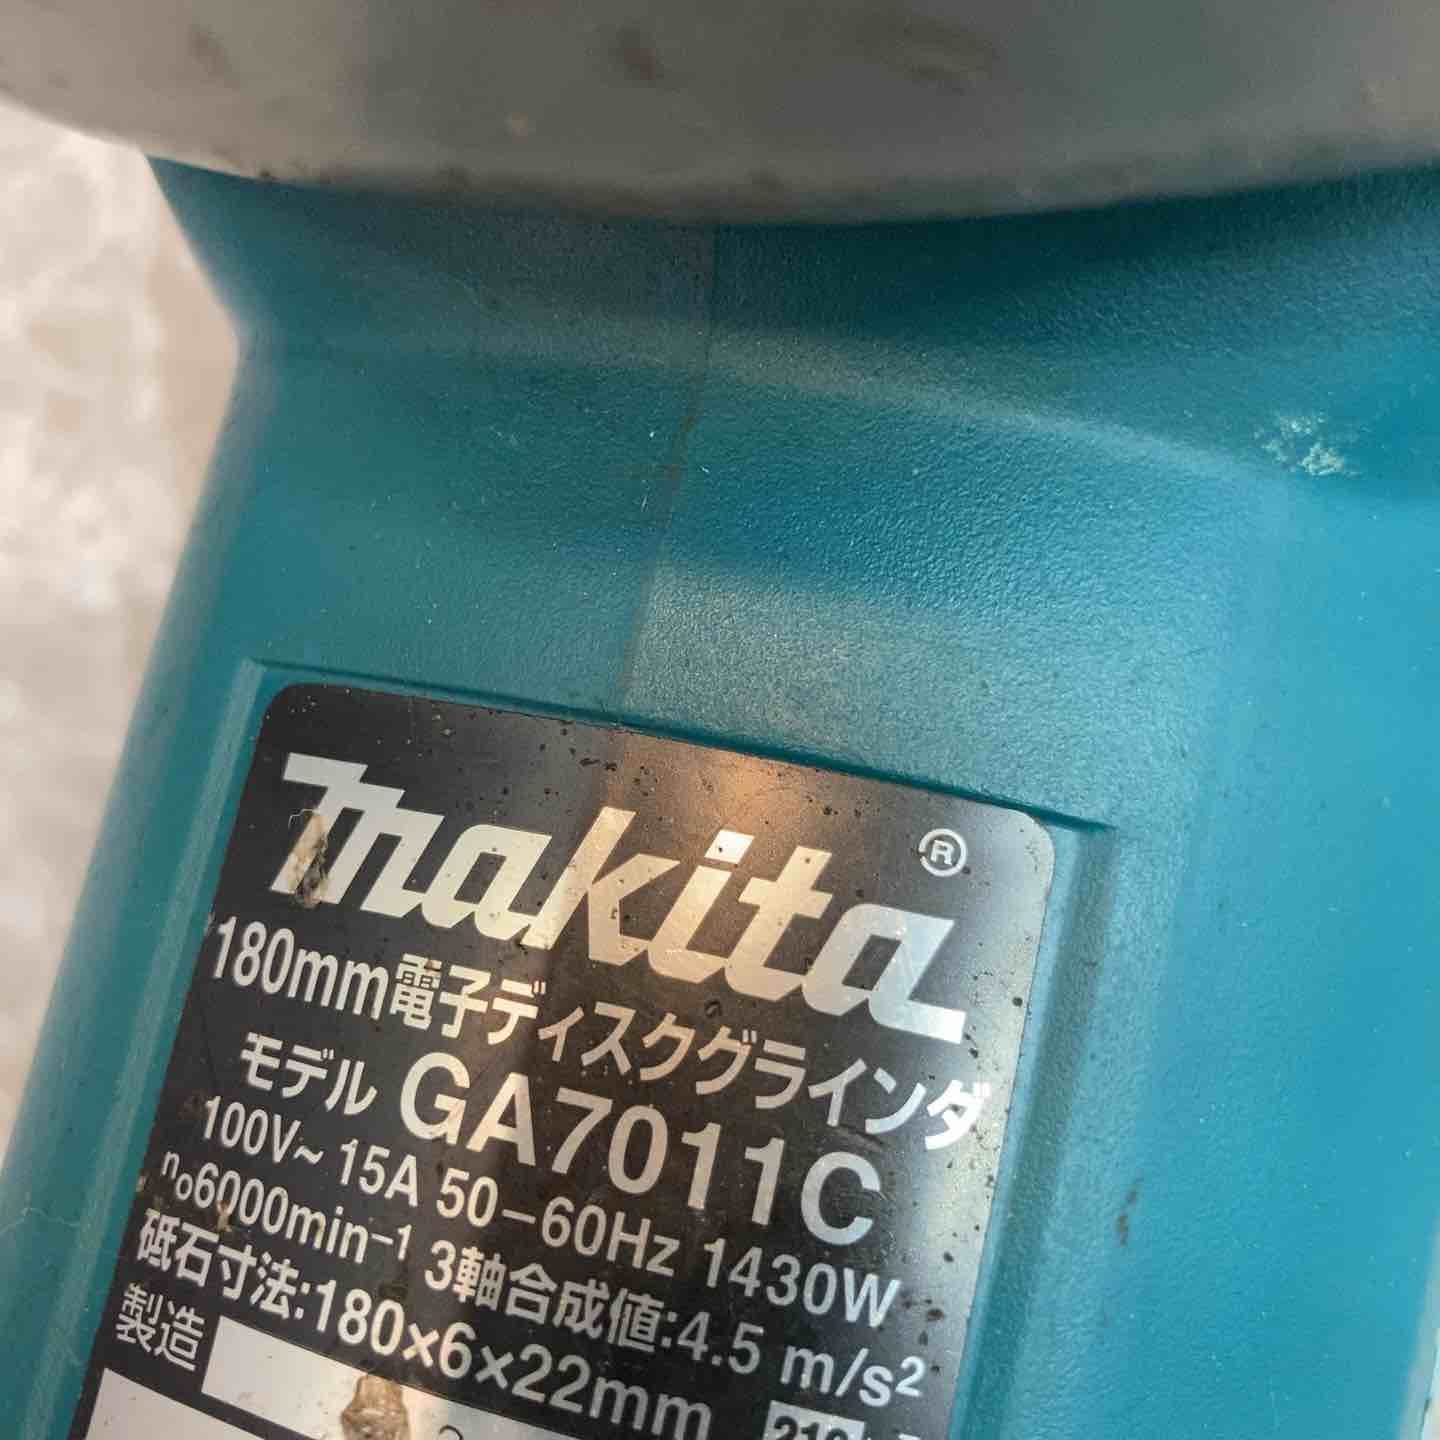 makita®
180mm電子ディスクグラインダ
モデル GA7011C
100V~ 15A 50-60Hz 1430W
n₀6000min⁻¹ 3軸合成値:4.5 m/s²
砥石寸法:180×6×22mm
製造